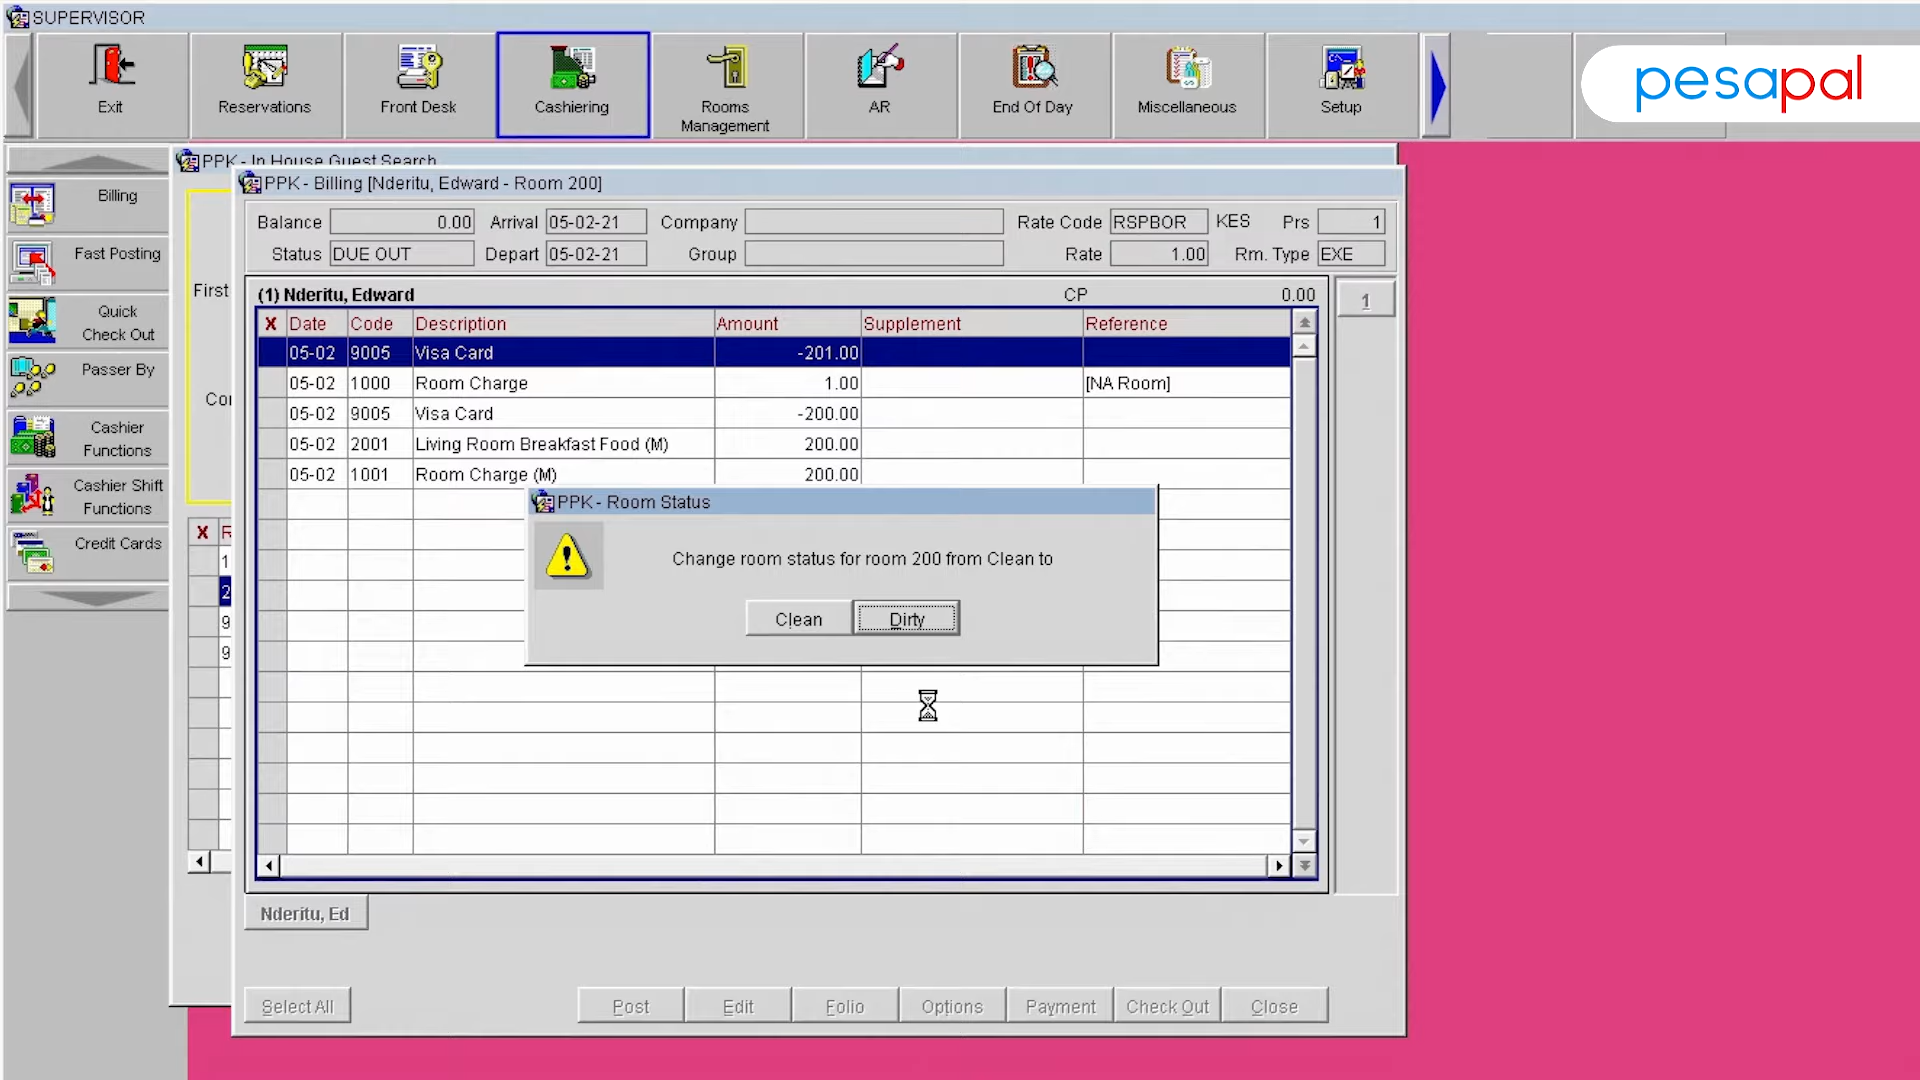 SUPERVISOR
Exit
Reservations
Front Desk
Cashiering
Rooms
Management
AR
End Of Day
Miscellaneous
Setup
pesapal
Billing
Fast Posting
Quick
Check Out
Passer By
Cashier
Functions
Cashier Shift
Functions
Credit Cards
PPK - In House Guest Search
First
X
PPK - Billing [Nderitu, Edward - Room 200]
Balance 0.00 Arrival 05-02-21 Company Rate Code RSPBOR KES Prs 1
Status DUE OUT Depart 05-02-21 Group Rate 1.00 Rm. Type EXE
(1) Nderitu, Edward CP 0.00
1
X Date Code Description Amount Supplement Reference
05-02 9005 Visa Card -201.00
05-02 1000 Room Charge 1.00 [NA Room]
05-02 9005 Visa Card -200.00
05-02 2001 Living Room Breakfast Food (M) 200.00
05-02 1001 Room Charge (M) 200.00
PPK - Room Status
Change room status for room 200 from Clean to
Clean Dirty
Nderitu, Ed
Select All Post Edit Folio Options Payment Check Out Close